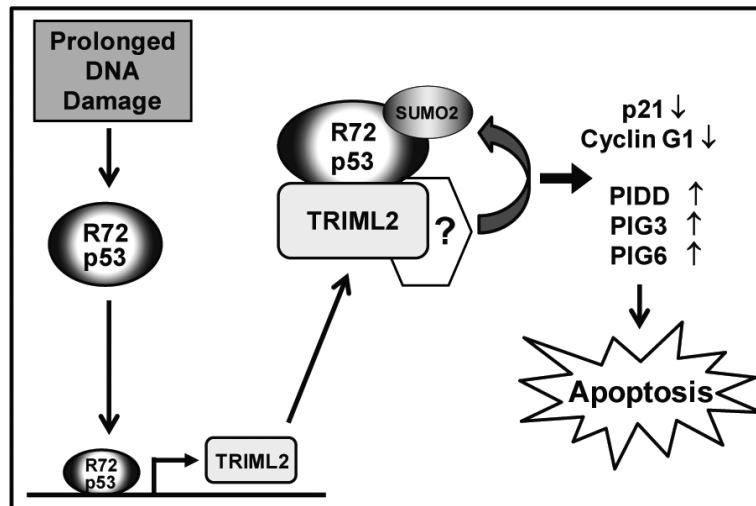 Prolonged
DNA
Damage
R72
p53
R72
p53
TRIML2
R72
p53
SUMO2
TRIML2
?
p21 ↓
Cyclin G1 ↓
PIDD ↑
PIG3 ↑
PIG6 ↑
Apoptosis